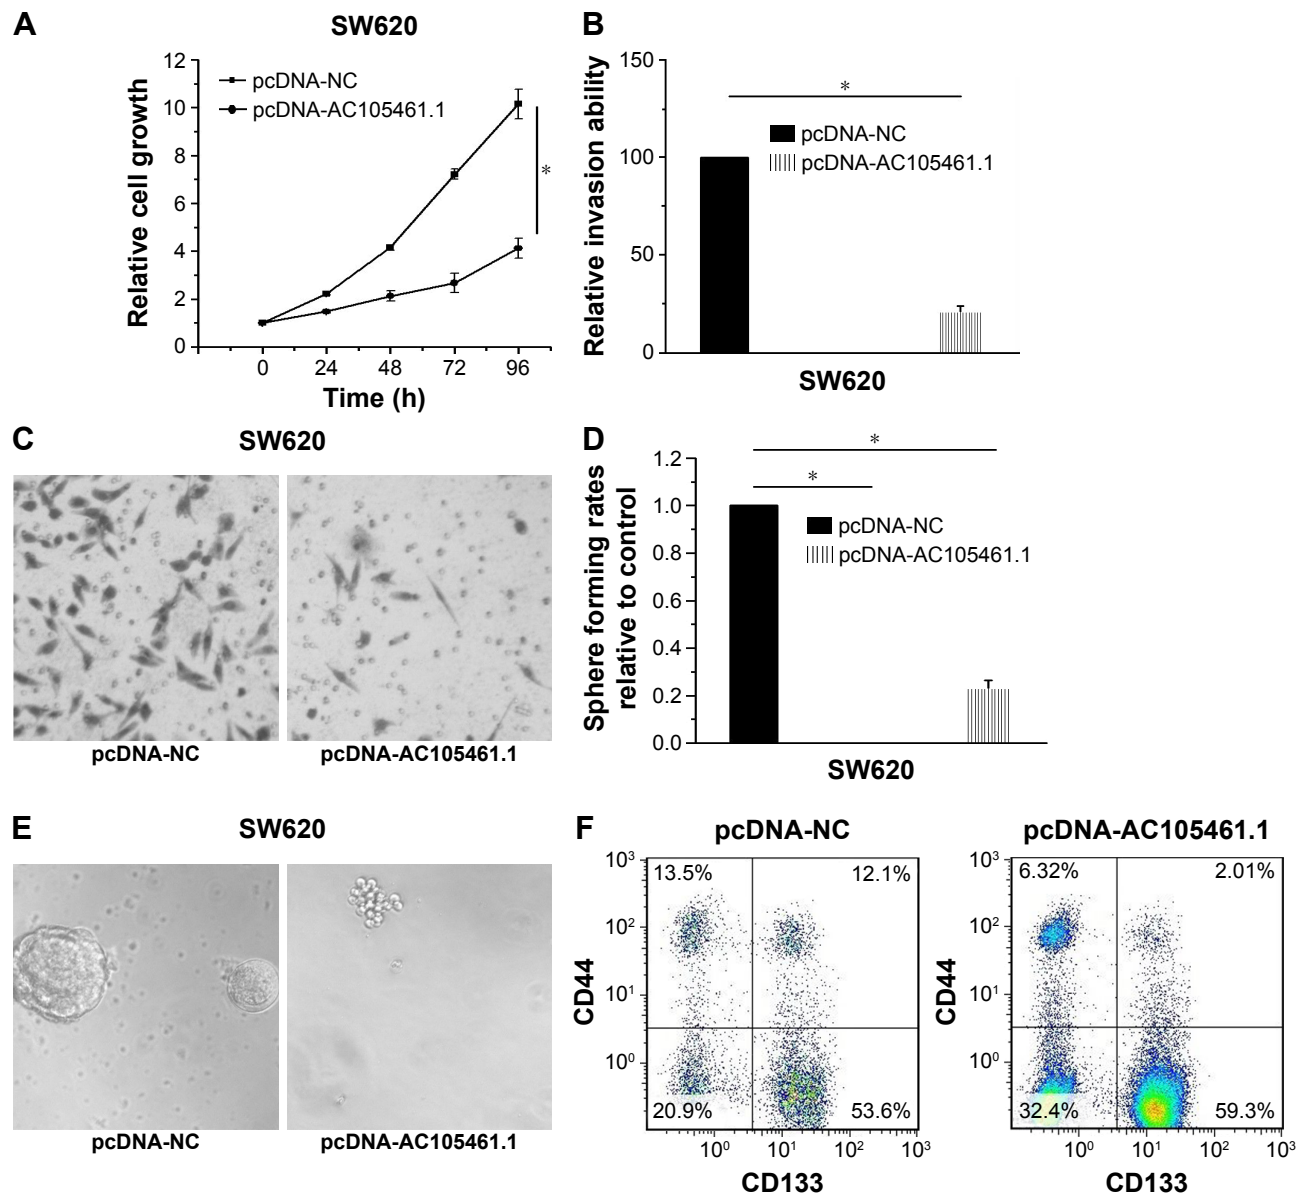 A
SW620
Relative cell growth
12
10
8
6
4
2
0
pcDNA-NC
pcDNA-AC105461.1
*
0 24 48 72 96
Time (h)
B
Relative invasion ability
150
100
50
0
*
pcDNA-NC
pcDNA-AC105461.1
SW620
C
SW620
pcDNA-NC
pcDNA-AC105461.1
D
Sphere forming rates
relative to control
1.2
1.0
0.8
0.6
0.4
0.2
0.0
*
*
pcDNA-NC
pcDNA-AC105461.1
SW620
E
SW620
pcDNA-NC
pcDNA-AC105461.1
F
pcDNA-NC
CD44
10³
10²
10¹
10⁰
13.5% 12.1%
20.9% 53.6%
10⁰ 10¹ 10² 10³
CD133
pcDNA-AC105461.1
CD44
10³
10²
10¹
10⁰
6.32% 2.01%
32.4% 59.3%
10⁰ 10¹ 10² 10³
CD133